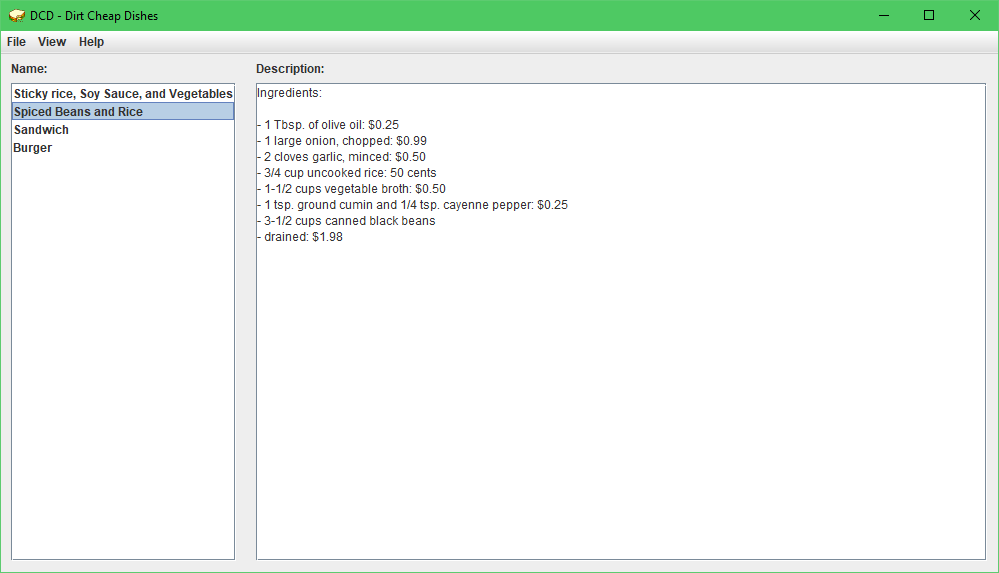 DCD - Dirt Cheap Dishes
File View Help
Name:
Description:
Sticky rice, Soy Sauce, and Vegetables
Spiced Beans and Rice
Sandwich
Burger
Ingredients:
- 1 Tbsp. of olive oil: $0.25
- 1 large onion, chopped: $0.99
- 2 cloves garlic, minced: $0.50
- 3/4 cup uncooked rice: 50 cents
- 1-1/2 cups vegetable broth: $0.50
- 1 tsp. ground cumin and 1/4 tsp. cayenne pepper: $0.25
- 3-1/2 cups canned black beans
- drained: $1.98